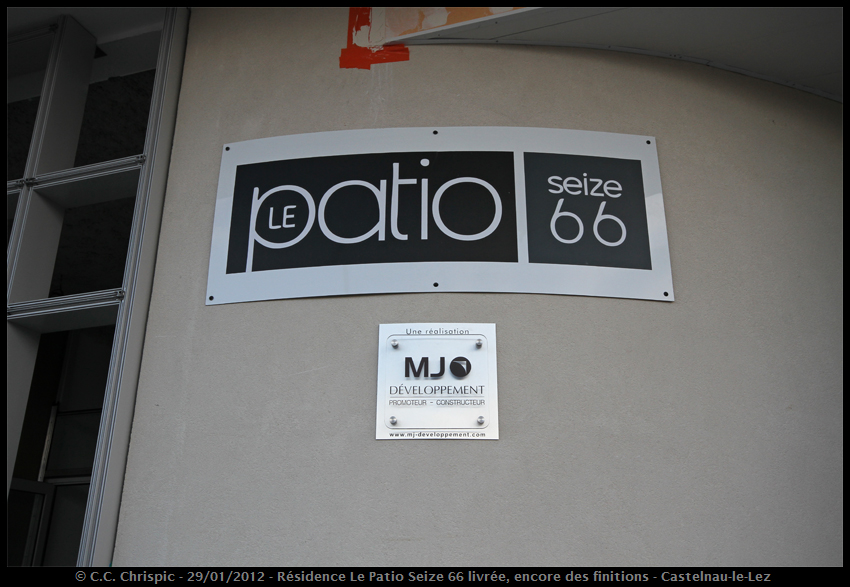 LE patio
seize
66
Une réalisation
MJ
DÉVELOPPEMENT
PROMOTEUR - CONSTRUCTEUR
www.mj-developpement.com
© C.C. Chrispic - 29/01/2012 - Résidence Le Patio Seize 66 livrée, encore des finitions - Castelnau-le-Lez